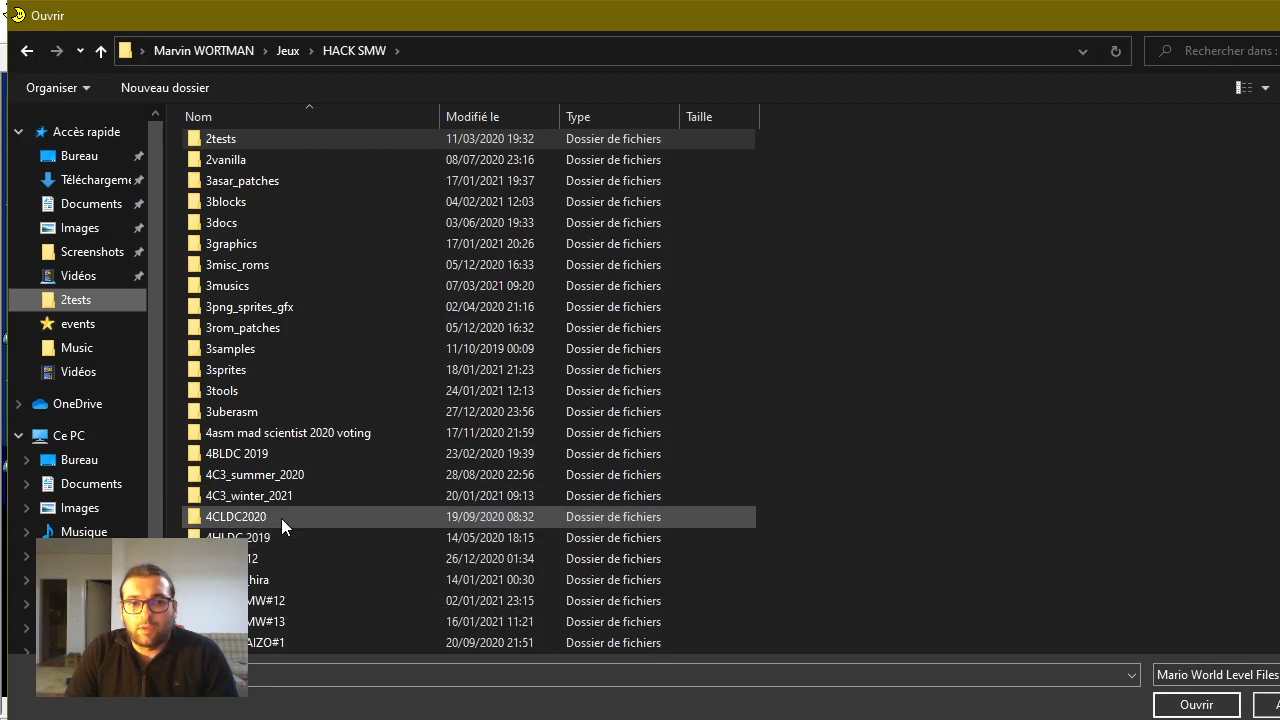 Ouvrir
Marvin WORTMAN > Jeux > HACK SMW >
Rechercher dans :
Organiser
Nouveau dossier
Nom Modifié le Type Taille
Accès rapide
Bureau
Téléchargeme
Documents
Images
Screenshots
Vidéos
2tests
events
Music
Vidéos
OneDrive
Ce PC
Bureau
Documents
Images
Musique
2tests 11/03/2020 19:32 Dossier de fichiers
2vanilla 08/07/2020 23:16 Dossier de fichiers
3asar_patches 17/01/2021 19:37 Dossier de fichiers
3blocks 04/02/2021 12:03 Dossier de fichiers
3docs 03/06/2020 19:33 Dossier de fichiers
3graphics 17/01/2021 20:26 Dossier de fichiers
3misc_roms 05/12/2020 16:33 Dossier de fichiers
3musics 07/03/2021 09:20 Dossier de fichiers
3png_sprites_gfx 02/04/2020 21:16 Dossier de fichiers
3rom_patches 05/12/2020 16:32 Dossier de fichiers
3samples 11/10/2019 00:09 Dossier de fichiers
3sprites 18/01/2021 21:23 Dossier de fichiers
3tools 24/01/2021 12:13 Dossier de fichiers
3uberasm 27/12/2020 23:56 Dossier de fichiers
4asm mad scientist 2020 voting 17/11/2020 21:59 Dossier de fichiers
4BLDC 2019 23/02/2020 19:39 Dossier de fichiers
4C3_summer_2020 28/08/2020 22:56 Dossier de fichiers
4C3_winter_2021 20/01/2021 09:13 Dossier de fichiers
4CLDC2020 19/09/2020 08:32 Dossier de fichiers
4HLDC 2019 14/05/2020 18:15 Dossier de fichiers
12 26/12/2020 01:34 Dossier de fichiers
hira 14/01/2021 00:30 Dossier de fichiers
MW#12 02/01/2021 23:15 Dossier de fichiers
MW#13 16/01/2021 11:21 Dossier de fichiers
AIZO#1 20/09/2020 21:51 Dossier de fichiers
Mario World Level Files
Ouvrir